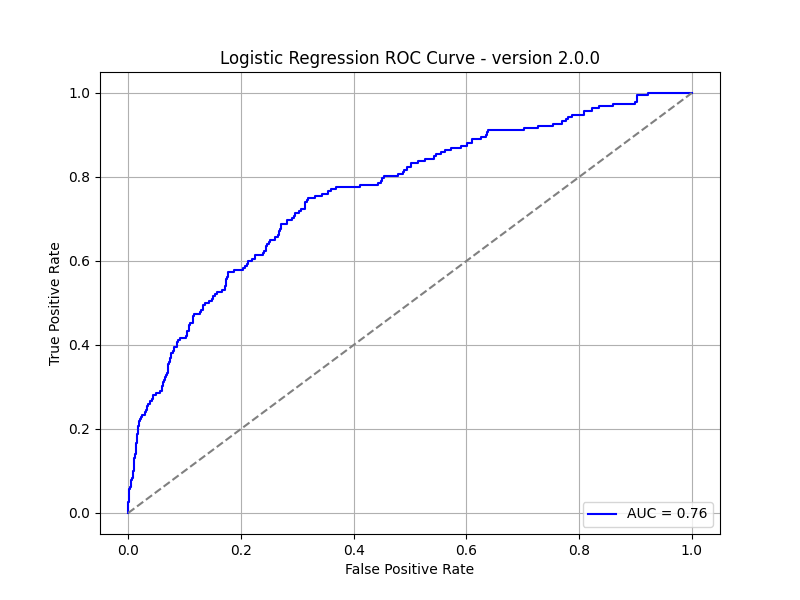 Logistic Regression ROC Curve - version 2.0.0
True Positive Rate
1.0
0.8
0.6
0.4
0.2
0.0
AUC = 0.76
0.0 0.2 0.4 0.6 0.8 1.0
False Positive Rate